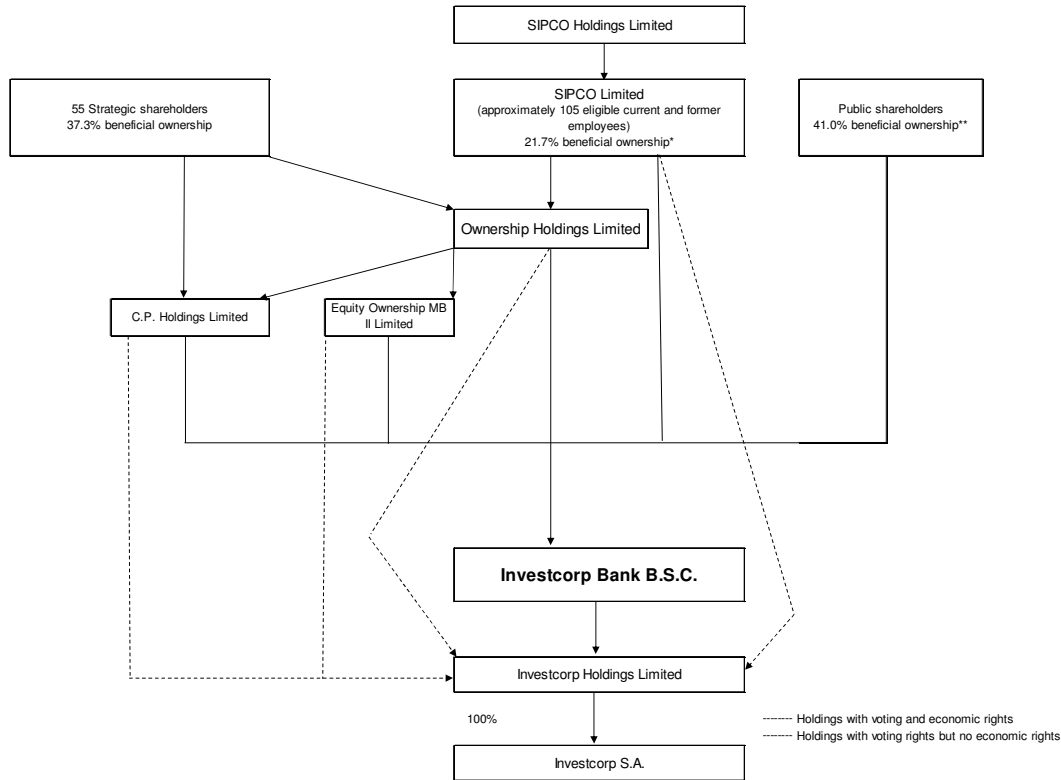 SIPCO Holdings Limited
55 Strategic shareholders
37.3% beneficial ownership
SIPCO Limited
(approximately 105 eligible current and former
employees)
21.7% beneficial ownership*
Public shareholders
41.0% beneficial ownership**
Ownership Holdings Limited
C.P. Holdings Limited
Equity Ownership MB
II Limited
Investcorp Bank B.S.C.
Investcorp Holdings Limited
100%
-------- Holdings with voting and economic rights
-------- Holdings with voting rights but no economic rights
Investcorp S.A.